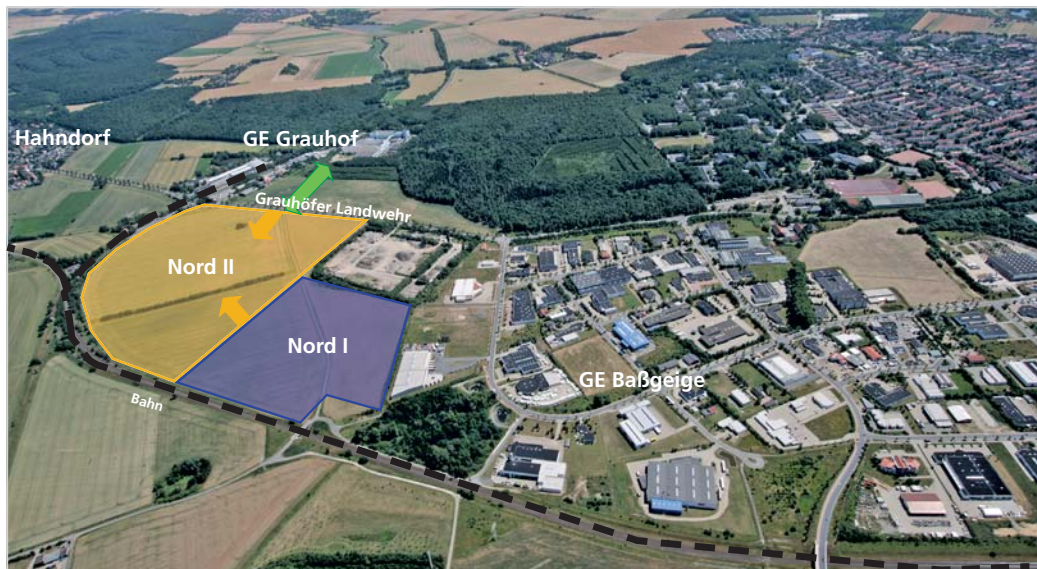 Hahndorf
GE Grauhof
Grauhöfer Landwehr
Nord II
Nord I
GE Baßgeige
Bahn